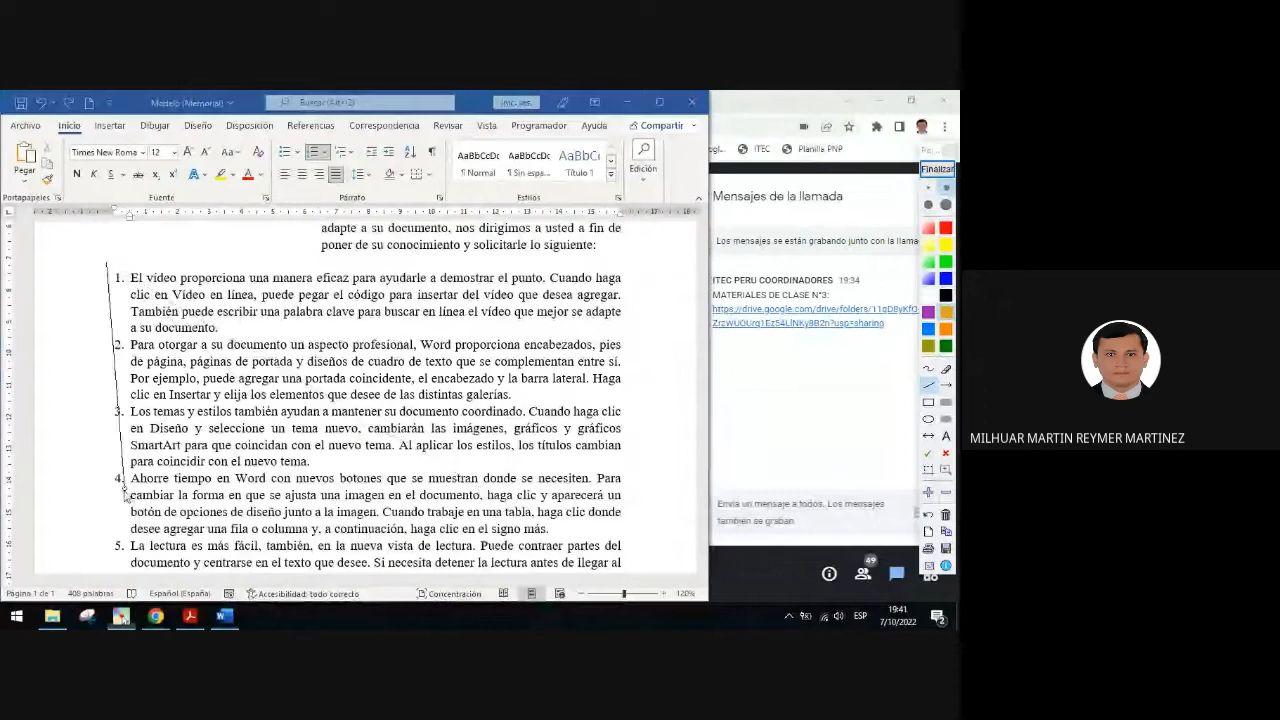 Modelo (Memorial)
Buscar (Alt+Q)
Inic. ses.
Archivo Inicio Insertar Dibujar Diseño Disposición Referencias Correspondencia Revisar Vista Programador Ayuda Compartir
Pegar
Times New Roma 12
N K S
AaBbCcDc AaBbCcDc AaBbC
¶ Normal ¶ Sin espa... Título 1
Edición
Portapapeles Fuente Párrafo Estilos
adapte a su documento, nos dirigimos a usted a fin de
poner de su conocimiento y solicitarle lo siguiente:
1. El vídeo proporciona una manera eficaz para ayudarle a demostrar el punto. Cuando haga
clic en Vídeo en línea, puede pegar el código para insertar del vídeo que desea agregar.
También puede escribir una palabra clave para buscar en línea el vídeo que mejor se adapte
a su documento.
2. Para otorgar a su documento un aspecto profesional, Word proporciona encabezados, pies
de página, páginas de portada y diseños de cuadro de texto que se complementan entre sí.
Por ejemplo, puede agregar una portada coincidente, el encabezado y la barra lateral. Haga
clic en Insertar y elija los elementos que desee de las distintas galerías.
3. Los temas y estilos también ayudan a mantener su documento coordinado. Cuando haga clic
en Diseño y seleccione un tema nuevo, cambiarán las imágenes, gráficos y gráficos
SmartArt para que coincidan con el nuevo tema. Al aplicar los estilos, los títulos cambian
para coincidir con el nuevo tema.
4. Ahorre tiempo en Word con nuevos botones que se muestran donde se necesiten. Para
cambiar la forma en que se ajusta una imagen en el documento, haga clic y aparecerá un
botón de opciones de diseño junto a la imagen. Cuando trabaje en una tabla, haga clic donde
desee agregar una fila o columna y, a continuación, haga clic en el signo más.
5. La lectura es más fácil, también, en la nueva vista de lectura. Puede contraer partes del
documento y centrarse en el texto que desee. Si necesita detener la lectura antes de llegar al
Página 1 de 1 408 palabras Español (España) Accesibilidad: todo correcto Concentración 120%
ITEC Planilla PNP
Finalizar
Mensajes de la llamada
Los mensajes se están grabando junto con la llama
ITEC PERU COORDINADORES 19:34
MATERIALES DE CLASE N°3:
Envía un mensaje a todos. Los mensajes
también se graban.
49
ESP
19:41
7/10/2022
2
MILHUAR MARTIN REYMER MARTINEZ